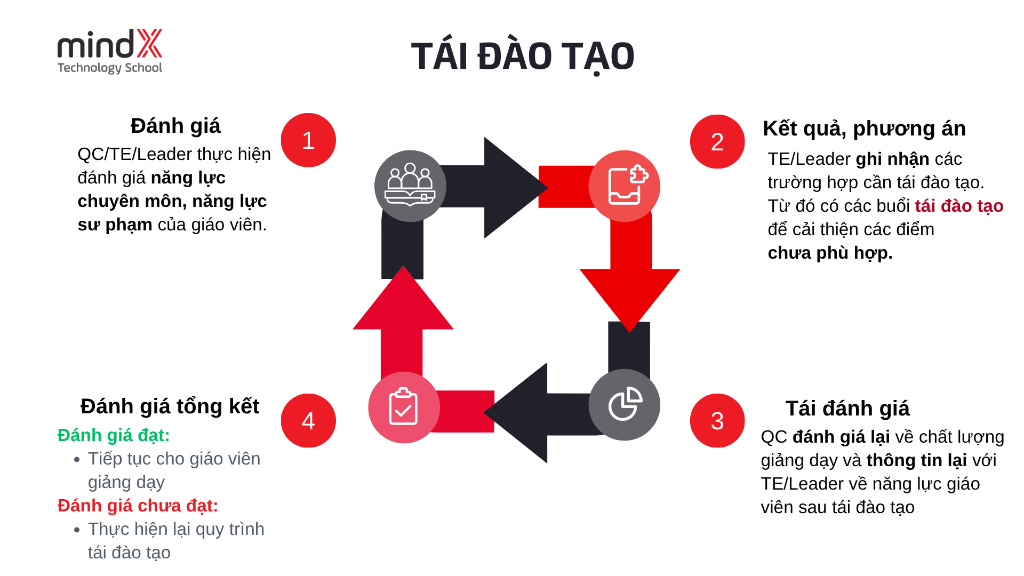 mindX
Technology School
TÁI ĐÀO TẠO
1
Đánh giá
QC/TE/Leader thực hiện
đánh giá năng lực
chuyên môn, năng lực
sư phạm của giáo viên.
2
Kết quả, phương án
TE/Leader ghi nhận các
trường hợp cần tái đào tạo.
Từ đó có các buổi tái đào tạo
để cải thiện các điểm
chưa phù hợp.
3
Tái đánh giá
QC đánh giá lại về chất lượng
giảng dạy và thông tin lại với
TE/Leader về năng lực giáo
viên sau tái đào tạo
4
Đánh giá tổng kết
Đánh giá đạt:
• Tiếp tục cho giáo viên
giảng dạy
Đánh giá chưa đạt:
• Thực hiện lại quy trình
tái đào tạo